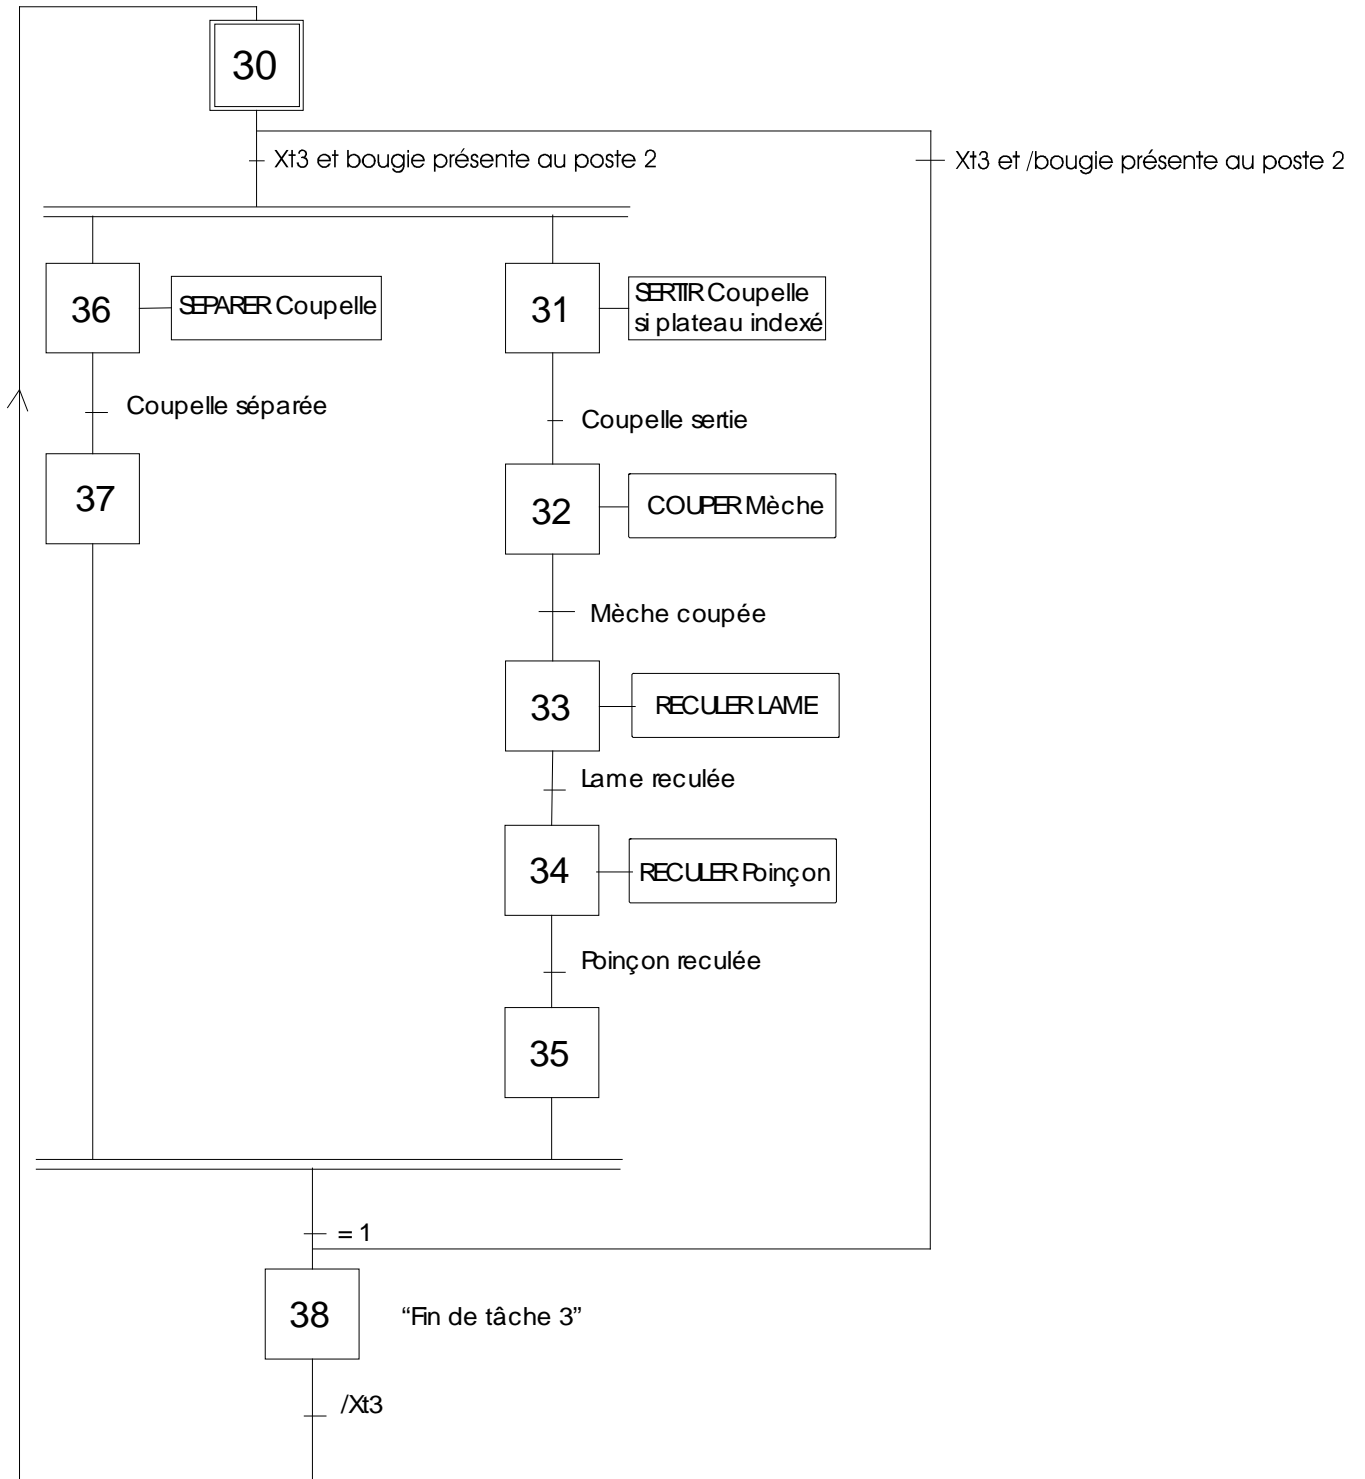 30
Xt3 et bougie présente au poste 2
Xt3 et /bougie présente au poste 2
36
SEPARER Coupelle
31
SERTIR Coupelle
si plateau indexé
Coupelle séparée
Coupelle sertie
37
32
COUPER Mèche
Mèche coupée
33
RECULER LAME
Lame reculée
34
RECULER Poinçon
Poinçon reculée
35
= 1
38
“Fin de tâche 3”
/Xt3